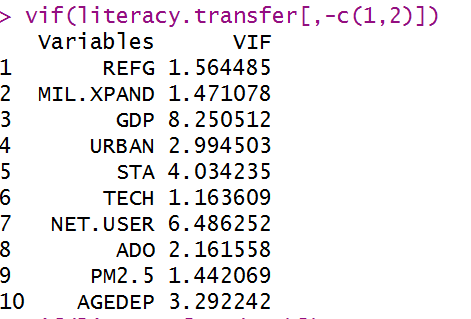 > vif(literacy.transfer[,-c(1,2)])
Variables VIF
1 REFG 1.564485
2 MIL.XPAND 1.471078
3 GDP 8.250512
4 URBAN 2.994503
5 STA 4.034235
6 TECH 1.163609
7 NET.USER 6.486252
8 ADO 2.161558
9 PM2.5 1.442069
10 AGEDEP 3.292242